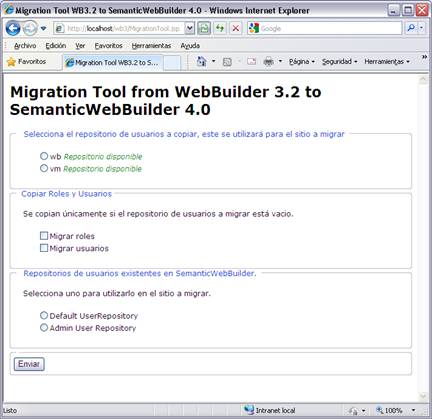 Migration Tool WB3.2 to SemanticWebBuilder 4.0 - Windows Internet Explorer
http://localhost/wb3/MigrationTool.jsp
Google
Archivo Edición Ver Favoritos Herramientas Ayuda
Favoritos Migration Tool WB3.2 to S... Página Seguridad Herramientas
Migration Tool from WebBuilder 3.2 to
SemanticWebBuilder 4.0
Selecciona el repositorio de usuarios a copiar, este se utilizará para el sitio a migrar
wb Repositorio disponible
vm Repositorio disponible
Copiar Roles y Usuarios
Se copian únicamente si el repositorio de usuarios a migrar está vacio.
Migrar roles
Migrar usuarios
Repositorios de usuarios existentes en SemanticWebBuilder.
Selecciona uno para utilizarlo en el sitio a migrar.
Default UserRepository
Admin User Repository
Enviar
Listo Intranet local 100%